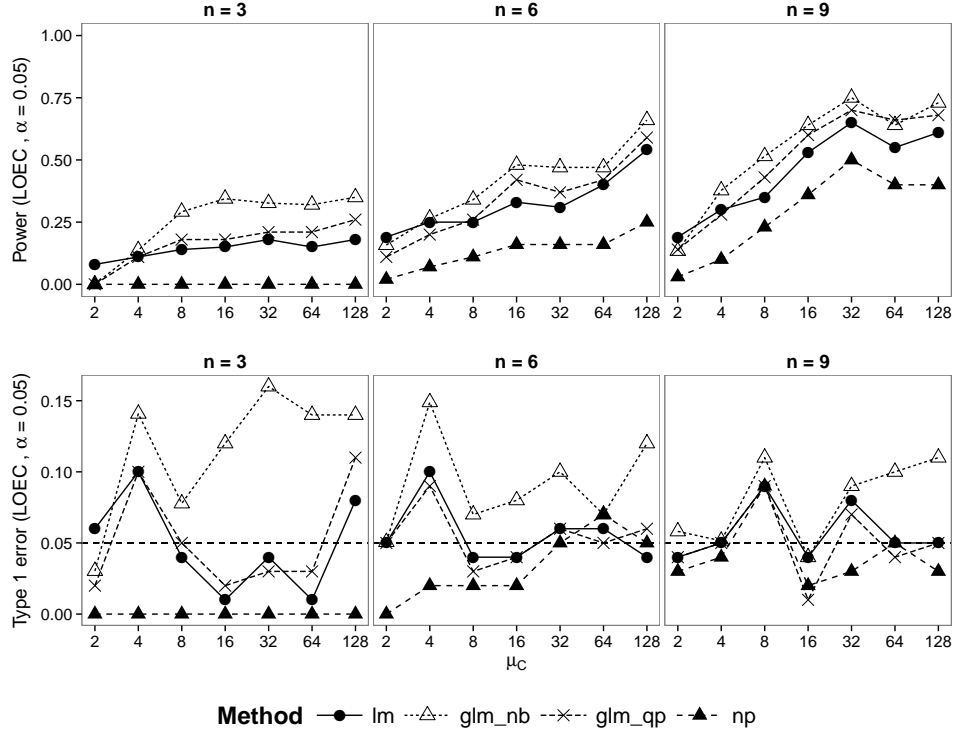 n = 3
n = 6
n = 9
Power (LOEC , α = 0.05)
1.00
0.75
0.50
0.25
0.00
2 4 8 16 32 64 128
2 4 8 16 32 64 128
2 4 8 16 32 64 128
n = 3
n = 6
n = 9
Type 1 error (LOEC , α = 0.05)
0.15
0.10
0.05
0.00
2 4 8 16 32 64 128
2 4 8 16 32 64 128
2 4 8 16 32 64 128
μC
Method lm glm_nb glm_qp np